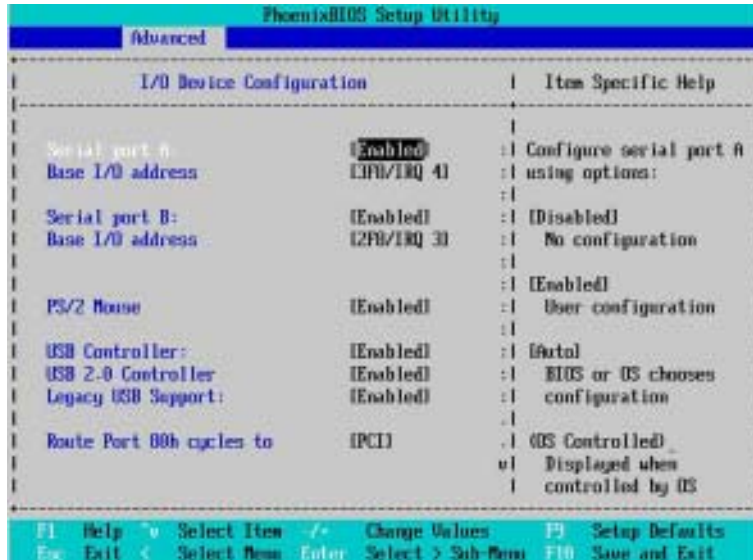 PhoenixBIOS Setup Utility
Advanced
I/O Device Configuration
Item Specific Help
Serial port A: [Enabled]
Base I/O address [3F8/IRQ 4]
Serial port B: [Enabled]
Base I/O address [2F8/IRQ 3]
PS/2 Mouse [Enabled]
USB Controller: [Enabled]
USB 2.0 Controller [Enabled]
Legacy USB Support: [Enabled]
Route Port 80h cycles to [PCI]
Configure serial port A
using options:
[Disabled]
No configuration
[Enabled]
User configuration
[Auto]
BIOS or OS chooses
configuration
(OS Controlled)
Displayed when
controlled by OS
F1 Help ^v Select Item -/+ Change Values F9 Setup Defaults
Esc Exit < Select Menu Enter Select > Sub-Menu F10 Save and Exit